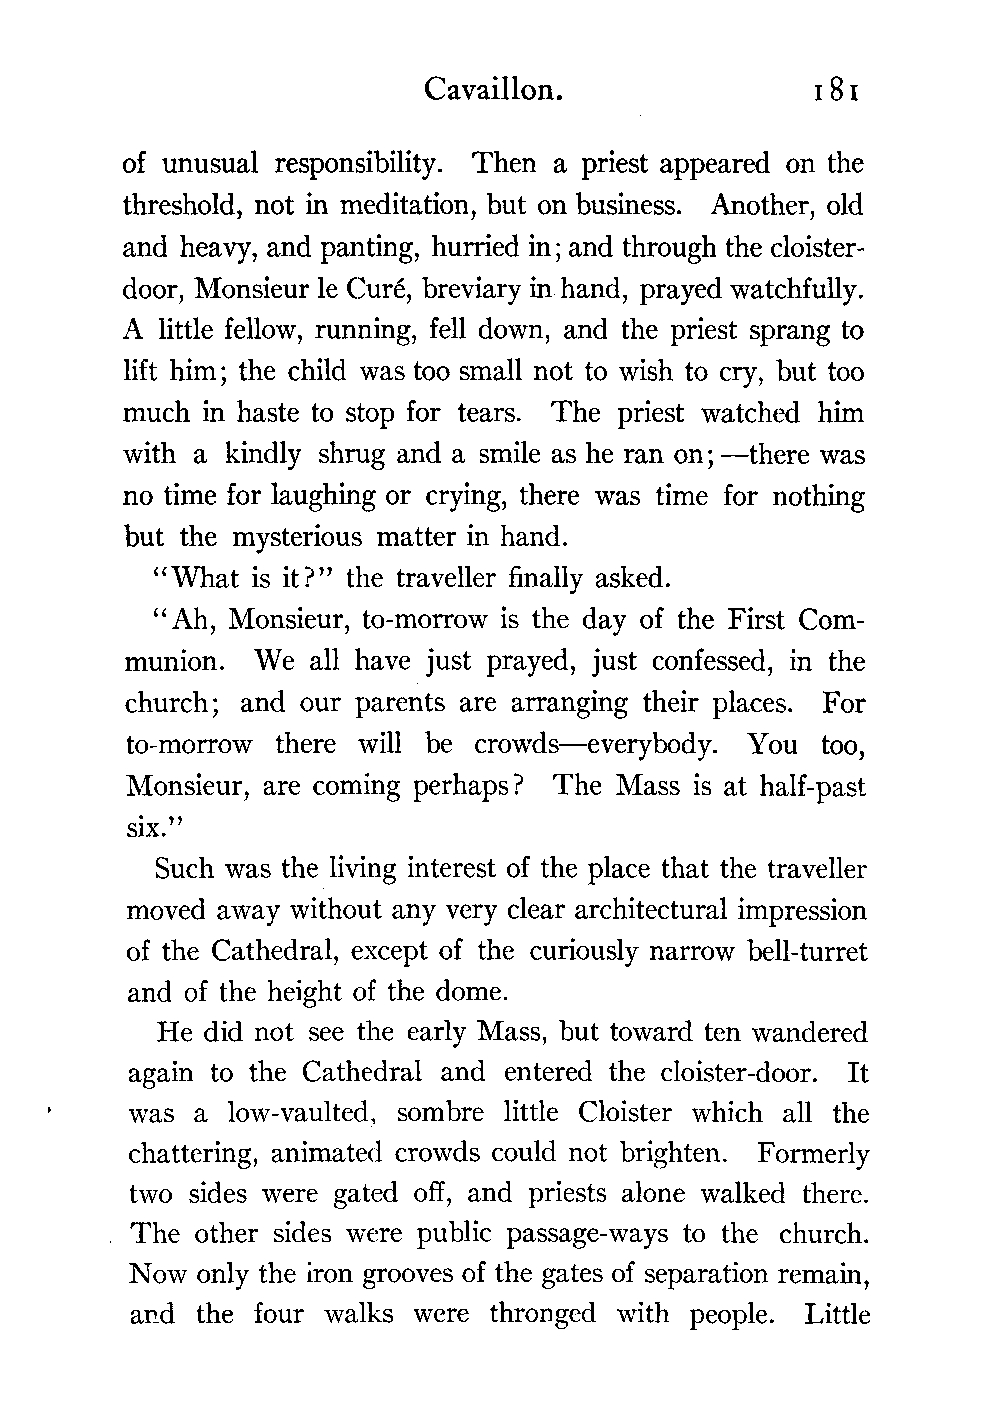 Cavaillon. 181
of unusual responsibility. Then a priest appeared on the
threshold, not in meditation, but on business. Another, old
and heavy, and panting, hurried in; and through the cloister-
door, Monsieur le Curé, breviary in hand, prayed watchfully.
A little fellow, running, fell down, and the priest sprang to
lift him; the child was too small not to wish to cry, but too
much in haste to stop for tears. The priest watched him
with a kindly shrug and a smile as he ran on;—there was
no time for laughing or crying, there was time for nothing
but the mysterious matter in hand.
“What is it?” the traveller finally asked.
“Ah, Monsieur, to-morrow is the day of the First Com-
munion. We all have just prayed, just confessed, in the
church; and our parents are arranging their places. For
to-morrow there will be crowds—everybody. You too,
Monsieur, are coming perhaps? The Mass is at half-past
six.”
Such was the living interest of the place that the traveller
moved away without any very clear architectural impression
of the Cathedral, except of the curiously narrow bell-turret
and of the height of the dome.
He did not see the early Mass, but toward ten wandered
again to the Cathedral and entered the cloister-door. It
was a low-vaulted, sombre little Cloister which all the
chattering, animated crowds could not brighten. Formerly
two sides were gated off, and priests alone walked there.
The other sides were public passage-ways to the church.
Now only the iron grooves of the gates of separation remain,
and the four walks were thronged with people. Little